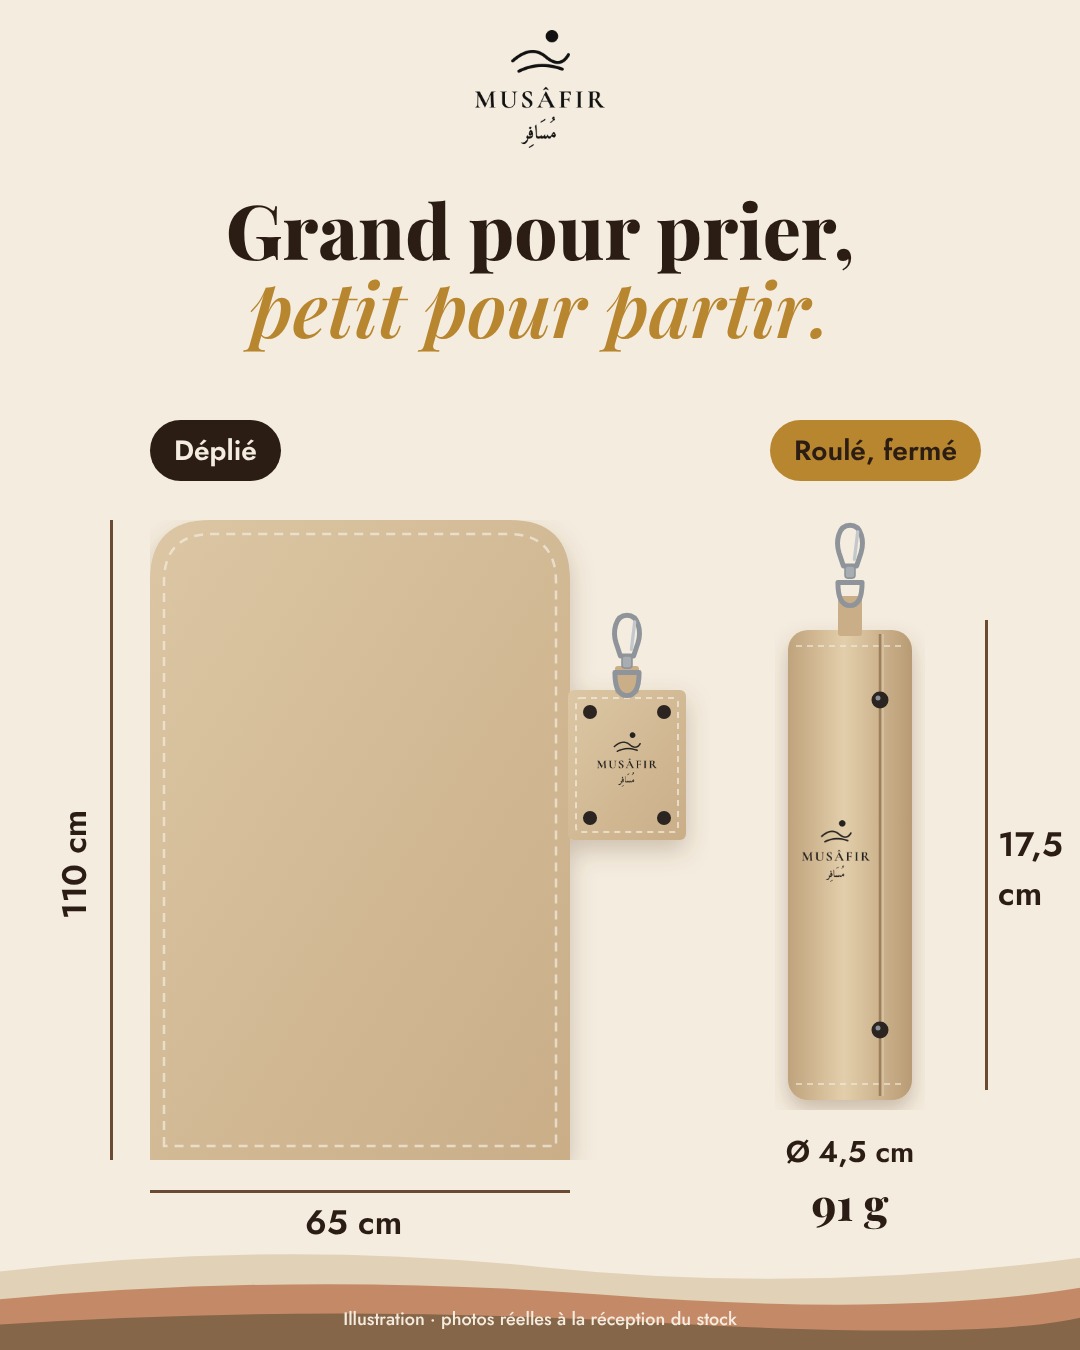 MUSÂFIR
مُسَافِر
Grand pour prier,
petit pour partir.
Déplié
Roulé, fermé
110 cm
MUSÂFIR
مُسَافِر
MUSÂFIR
مُسَافِر
17,5
cm
65 cm
Ø 4,5 cm
91 g
Illustration · photos réelles à la réception du stock